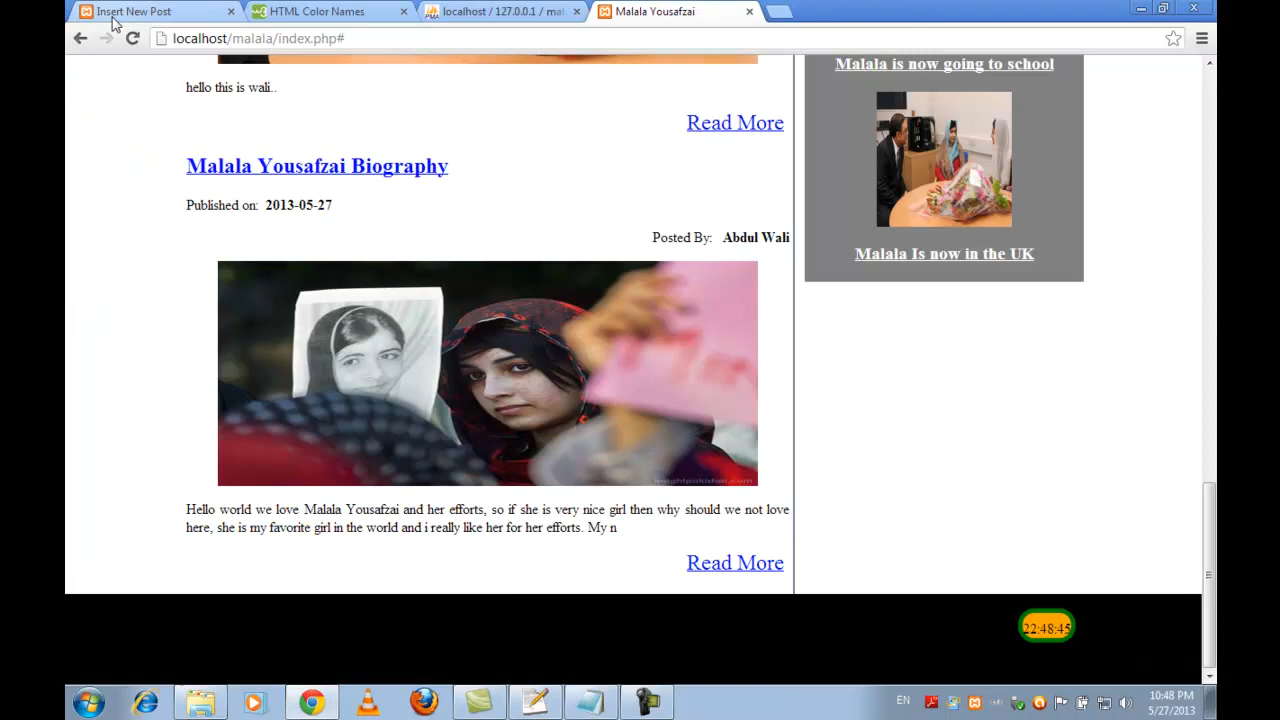 Insert New Post
HTML Color Names
localhost / 127.0.0.1 / mal
Malala Yousafzai
localhost/malala/index.php#
hello this is wali..
Read More
Malala Yousafzai Biography
Published on: 2013-05-27
Posted By: Abdul Wali
Hello world we love Malala Yousafzai and her efforts, so if she is very nice girl then why should we not love
here, she is my favorite girl in the world and i really like her for her efforts. My n
Read More
Malala is now going to school
Malala Is now in the UK
22:48:45
EN
10:48 PM
5/27/2013